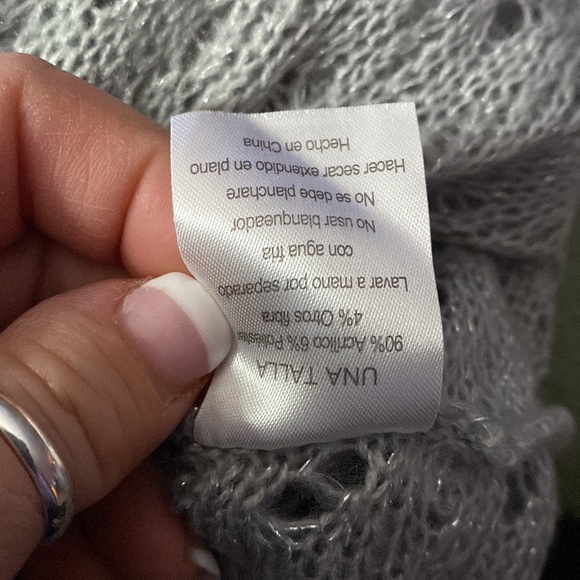 UNA TALLA
90% Acrilico 6% Poliester
4% Otros fibra
Lavar a mano por separado
con agua fria
No usar blanqueador
No se debe planchare
Hacer secar extendido en plano
Hecho en China